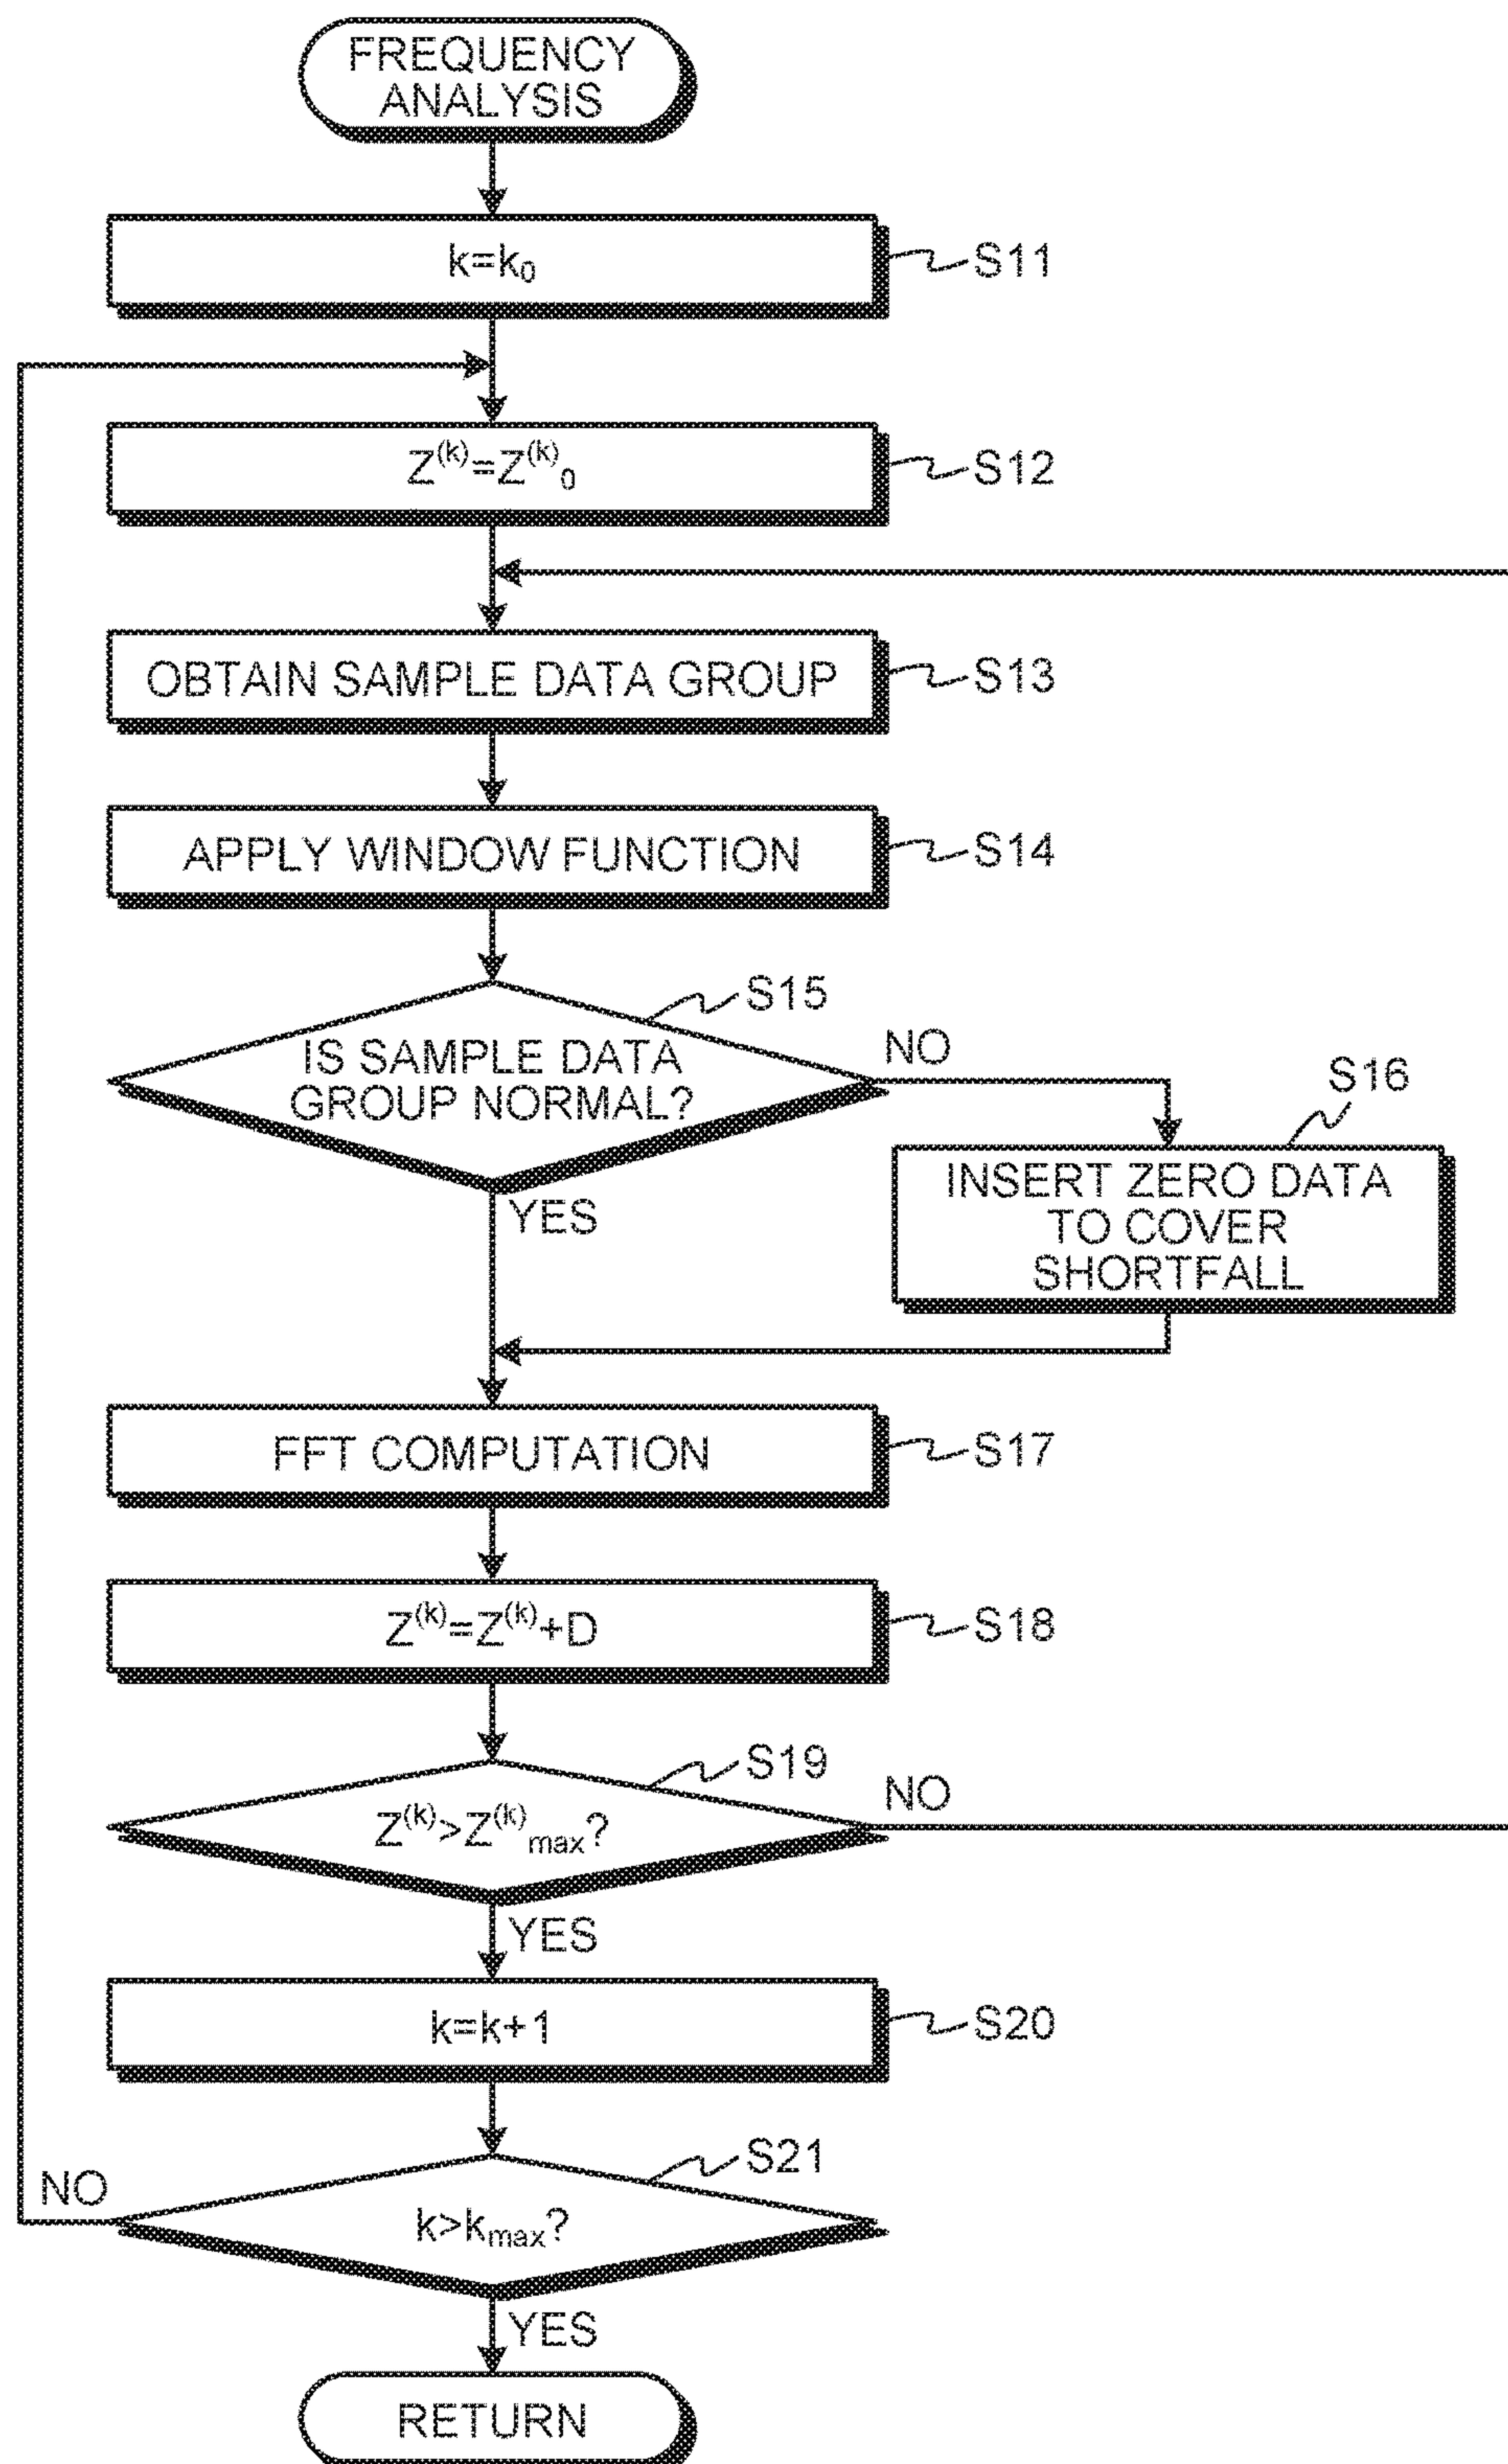 FREQUENCY
ANALYSIS
k=k₀
S11
Z⁽ᵏ⁾=Z⁽ᵏ⁾₀
S12
OBTAIN SAMPLE DATA GROUP
S13
APPLY WINDOW FUNCTION
S14
S15
IS SAMPLE DATA
GROUP NORMAL?
NO
YES
S16
INSERT ZERO DATA
TO COVER
SHORTFALL
FFT COMPUTATION
S17
Z⁽ᵏ⁾=Z⁽ᵏ⁾+D
S18
S19
Z⁽ᵏ⁾>Z⁽ᵏ⁾max?
NO
YES
k=k+1
S20
S21
k>kmax?
NO
YES
RETURN